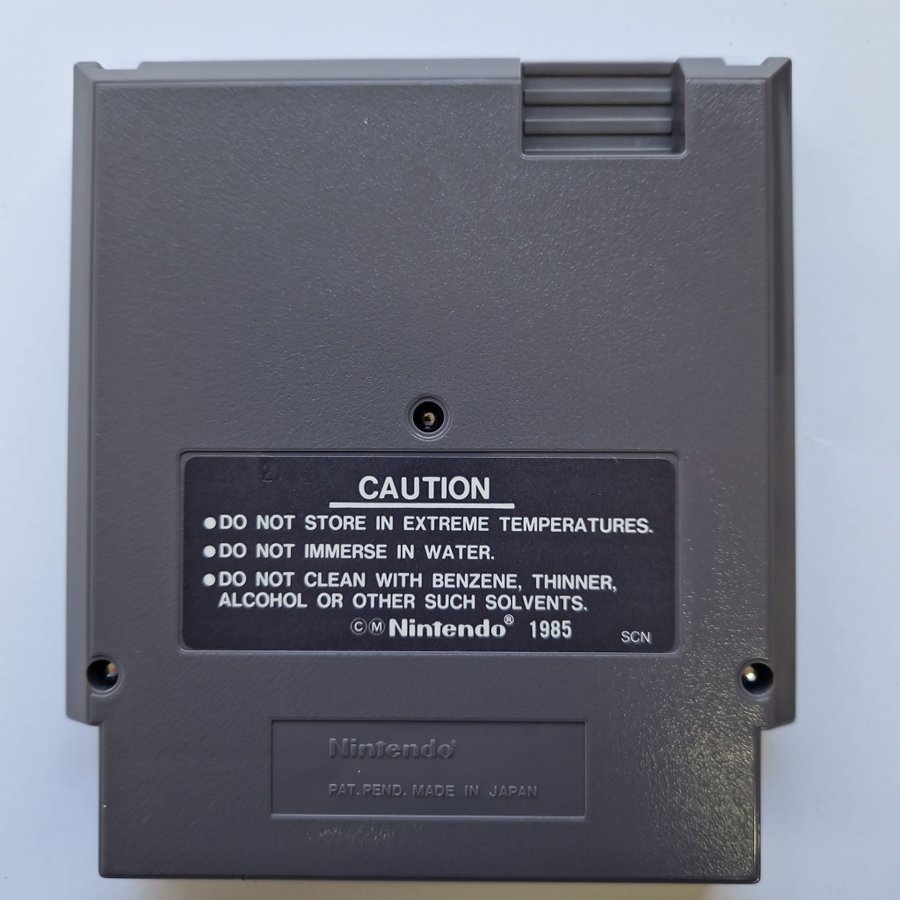 CAUTION
●DO NOT STORE IN EXTREME TEMPERATURES.
●DO NOT IMMERSE IN WATER.
●DO NOT CLEAN WITH BENZENE, THINNER,
ALCOHOL OR OTHER SUCH SOLVENTS.
ⒸⓂNintendo® 1985 SCN
Nintendo®
PAT. PEND. MADE IN JAPAN